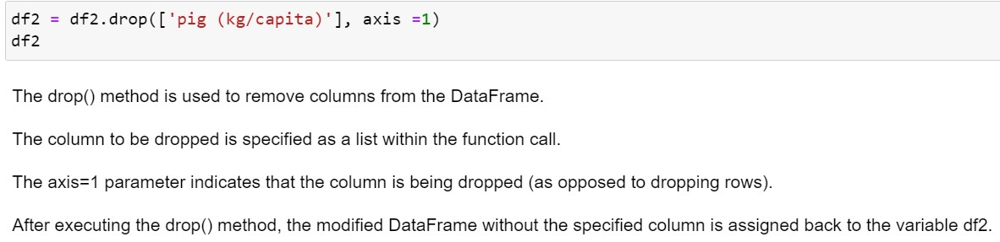 df2 = df2.drop(['pig (kg/capita)'], axis =1)
df2
The drop() method is used to remove columns from the DataFrame.
The column to be dropped is specified as a list within the function call.
The axis=1 parameter indicates that the column is being dropped (as opposed to dropping rows).
After executing the drop() method, the modified DataFrame without the specified column is assigned back to the variable df2.